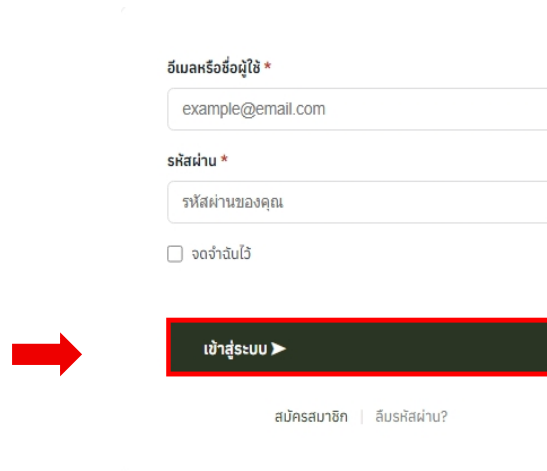 อีเมลหรือชื่อผู้ใช้ *
example@email.com
รหัสผ่าน *
รหัสผ่านของคุณ
จดจำฉันไว้
เข้าสู่ระบบ ➤
สมัครสมาชิก | ลืมรหัสผ่าน?